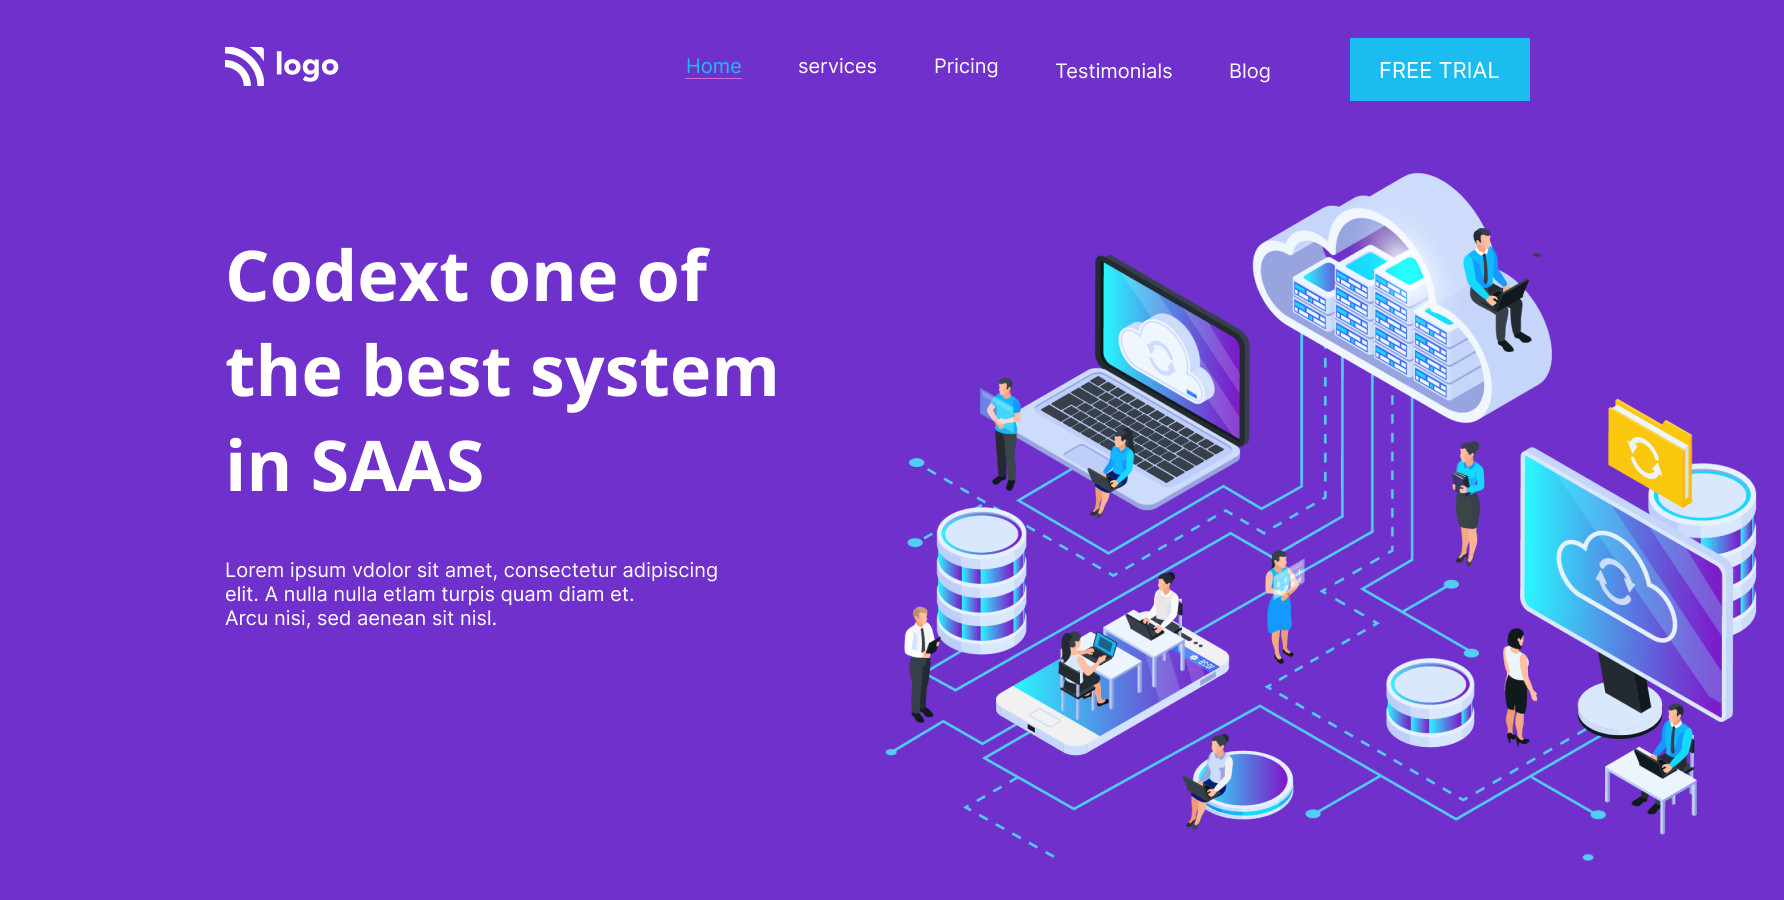 logo
Home services Pricing Testimonials Blog FREE TRIAL
Codext one of
the best system
in SAAS
Lorem ipsum vdolor sit amet, consectetur adipiscing
elit. A nulla nulla etlam turpis quam diam et.
Arcu nisi, sed aenean sit nisl.